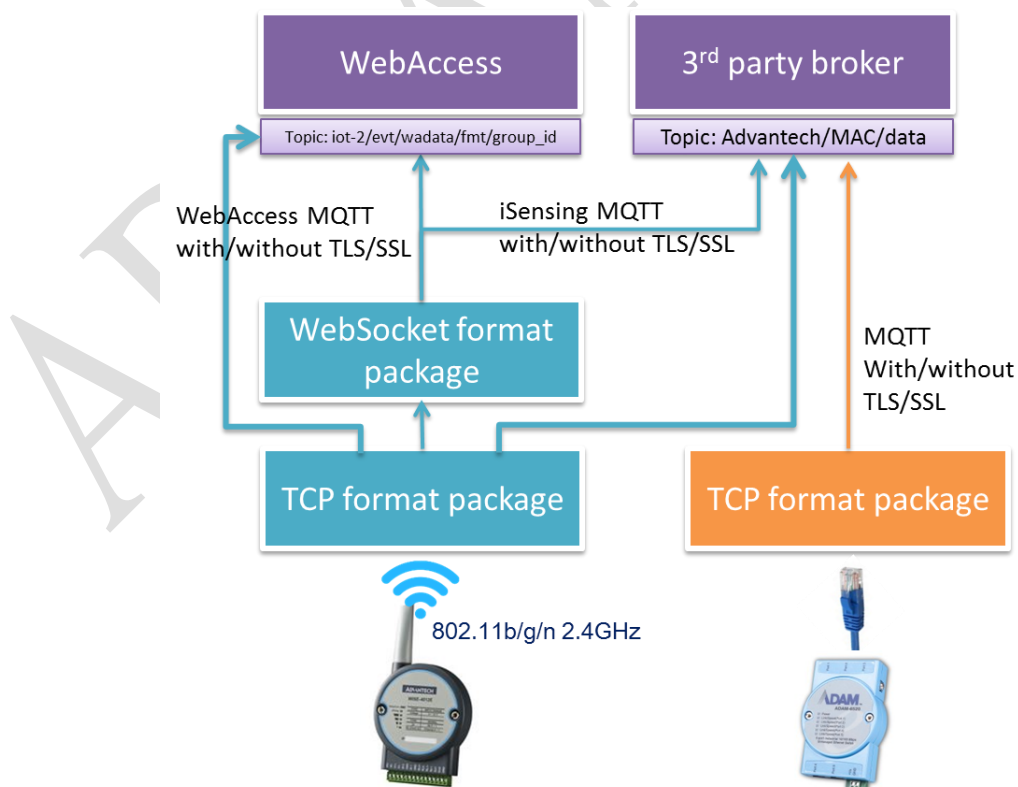 WebAccess
3rd party broker
Topic: iot-2/evt/wadata/fmt/group_id
Topic: Advantech/MAC/data
WebAccess MQTT
with/without TLS/SSL
iSensing MQTT
with/without TLS/SSL
WebSocket format
package
MQTT
With/without
TLS/SSL
TCP format package
TCP format package
802.11b/g/n 2.4GHz
ADVANTECH
ADAM